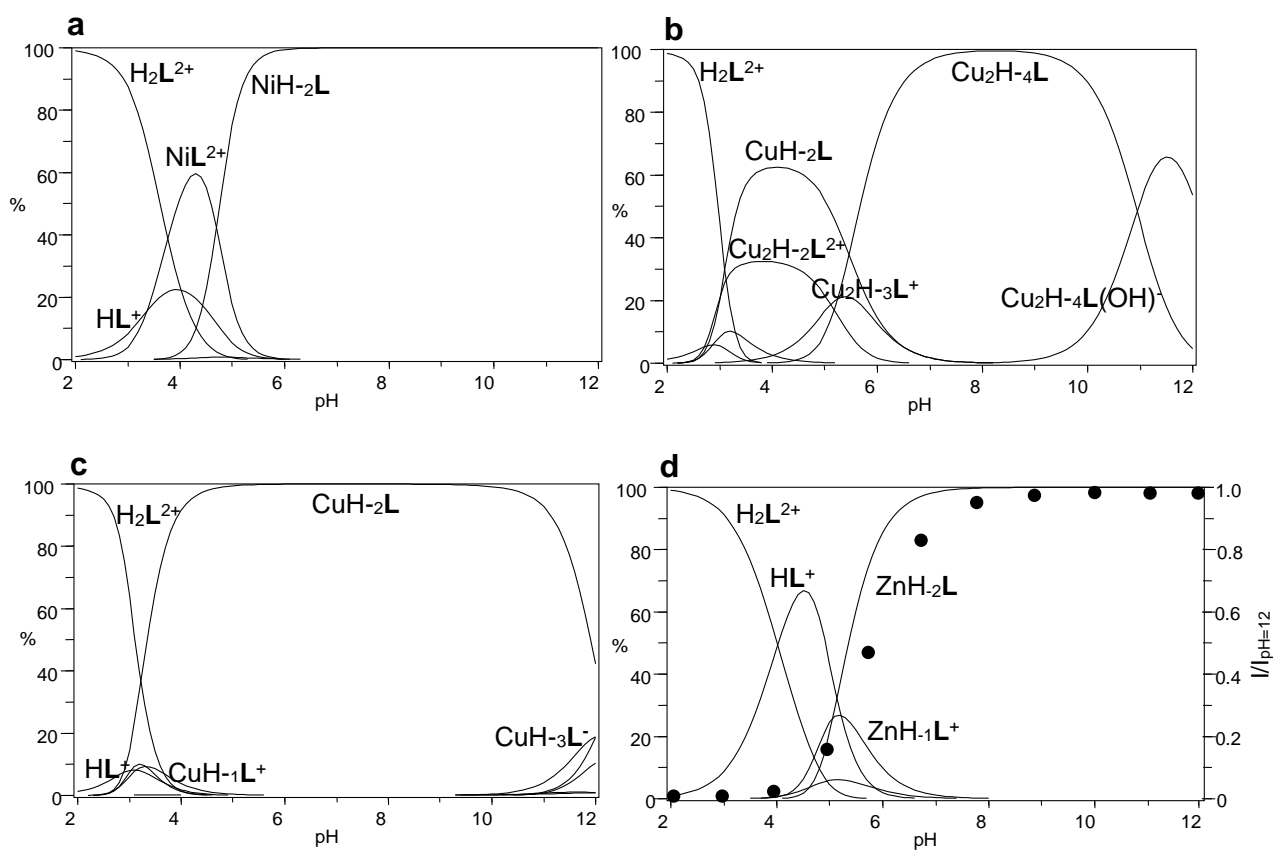 a
100
80
60
%
40
20
0
2 4 6 8 10 12
pH
H₂L²⁺
NiH-₂L
NiL²⁺
HL⁺
b
100
80
60
%
40
20
0
2 4 6 8 10 12
pH
H₂L²⁺
Cu₂H-₄L
CuH-₂L
Cu₂H-₂L²⁺
Cu₂H-₃L⁺
Cu₂H-₄L(OH)⁻
c
100
80
60
%
40
20
0
2 4 6 8 10 12
pH
H₂L²⁺
CuH-₂L
CuH-₃L⁻
HL⁺
CuH-₁L⁺
d
100
80
60
%
40
20
0
2 4 6 8 10 12
pH
1.0
0.8
0.6
0.4
0.2
0
I/I pH=12
H₂L²⁺
HL⁺
ZnH-₂L
ZnH-₁L⁺